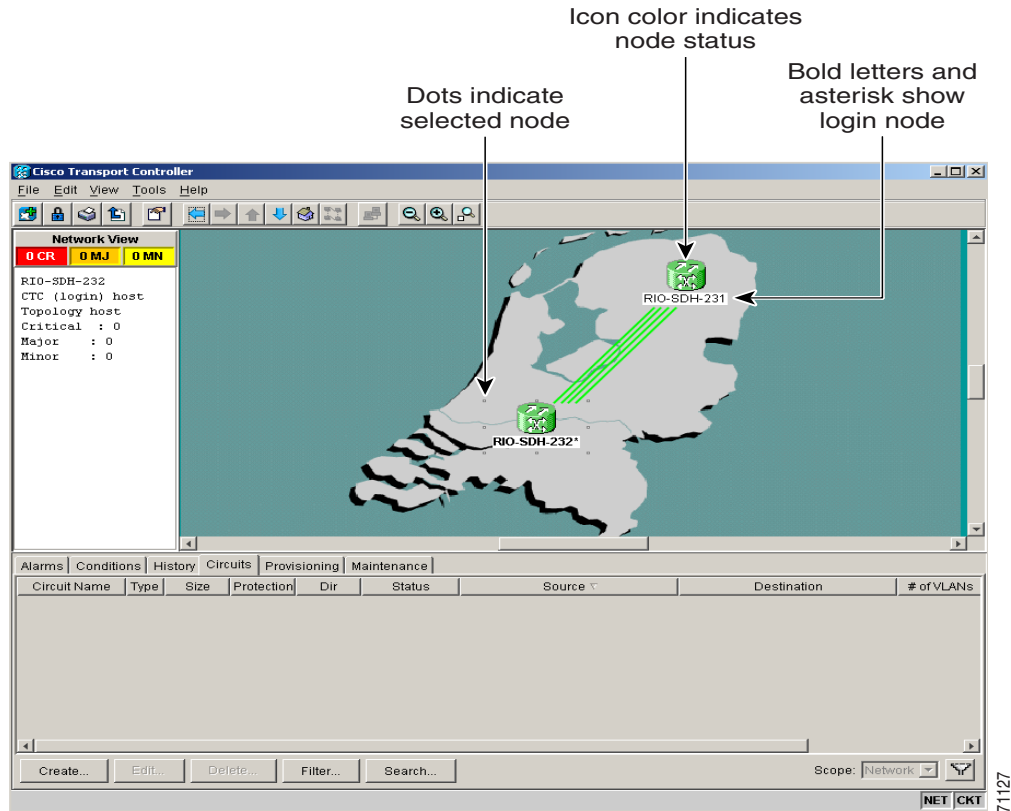 Icon color indicates
node status
Bold letters and
asterisk show
login node
Dots indicate
selected node
Cisco Transport Controller
File Edit View Tools Help
Network View
0 CR 0 MJ 0 MN
RIO-SDH-232
CTC (login) host
Topology host
Critical : 0
Major : 0
Minor : 0
RIO-SDH-231
RIO-SDH-232*
Alarms Conditions History Circuits Provisioning Maintenance
Circuit Name Type Size Protection Dir Status Source Destination # of VLANs
Create... Edit... Delete... Filter... Search... Scope: Network
NET CKT
71127